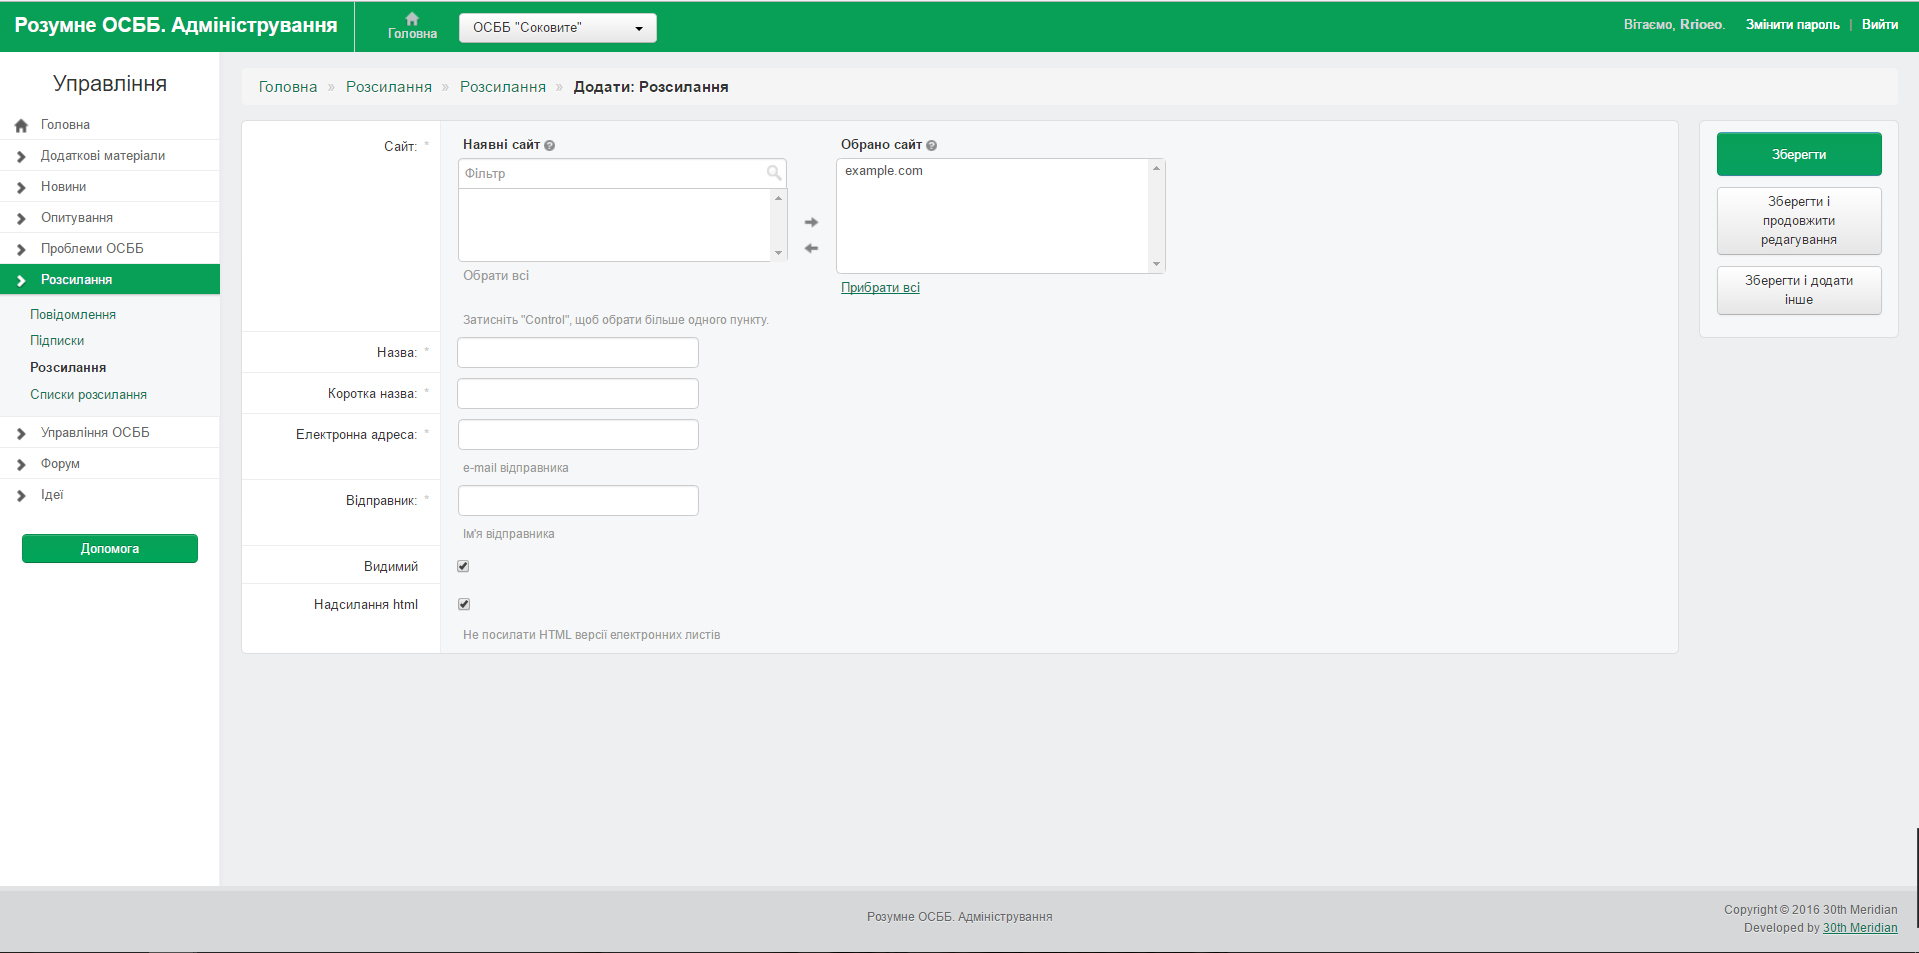 Розумне ОСББ. Адміністрування
Головна
ОСББ "Соковите"
Вітаємо, Rrioeo. Змінити пароль | Вийти
Управління
Головна
Додаткові матеріали
Новини
Опитування
Проблеми ОСББ
Розсилання
Повідомлення
Підписки
Розсилання
Списки розсилання
Управління ОСББ
Форум
Ідеї
Допомога
Головна » Розсилання » Розсилання » Додати: Розсилання
Сайт: *
Наявні сайт
Фільтр
Обрати всі
Обрано сайт
example.com
Прибрати всі
Затисніть "Control", щоб обрати більше одного пункту.
Назва: *
Коротка назва: *
Електронна адреса: *
e-mail відправника
Відправник: *
Ім'я відправника
Видимий
Надсилання html
Не посилати HTML версії електронних листів
Зберегти
Зберегти і
продовжити
редагування
Зберегти і додати
інше
Розумне ОСББ. Адміністрування
Copyright © 2016 30th Meridian
Developed by 30th Meridian